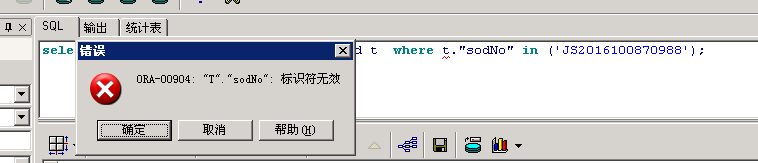 SQL 输出 统计表
错误
sele d t where t."sodNo" in ('JS2016100870988');
ORA-00904: "T"."sodNo": 标识符无效
确定 取消 帮助(H)